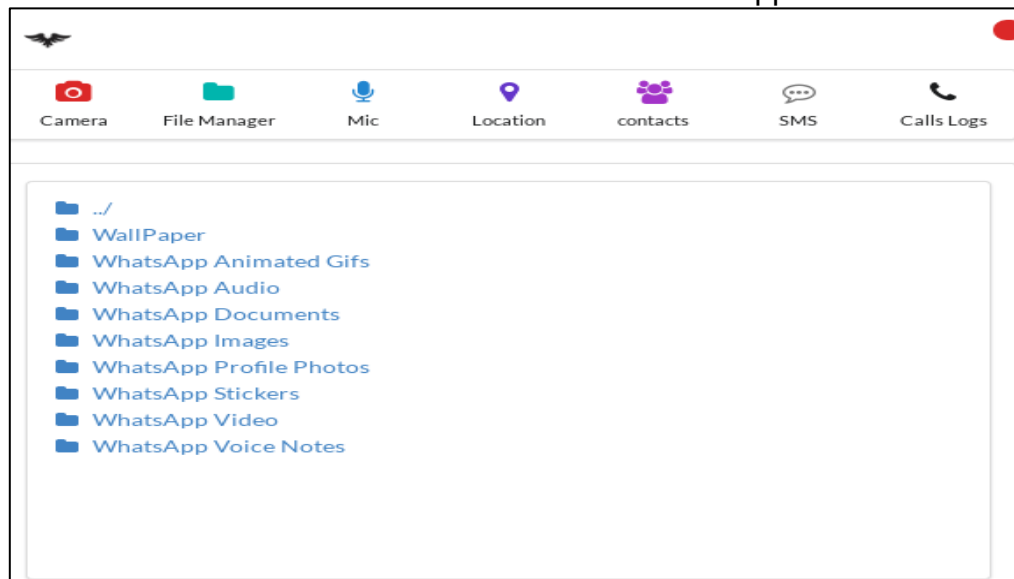 Camera File Manager Mic Location contacts SMS Calls Logs
../
WallPaper
WhatsApp Animated Gifs
WhatsApp Audio
WhatsApp Documents
WhatsApp Images
WhatsApp Profile Photos
WhatsApp Stickers
WhatsApp Video
WhatsApp Voice Notes